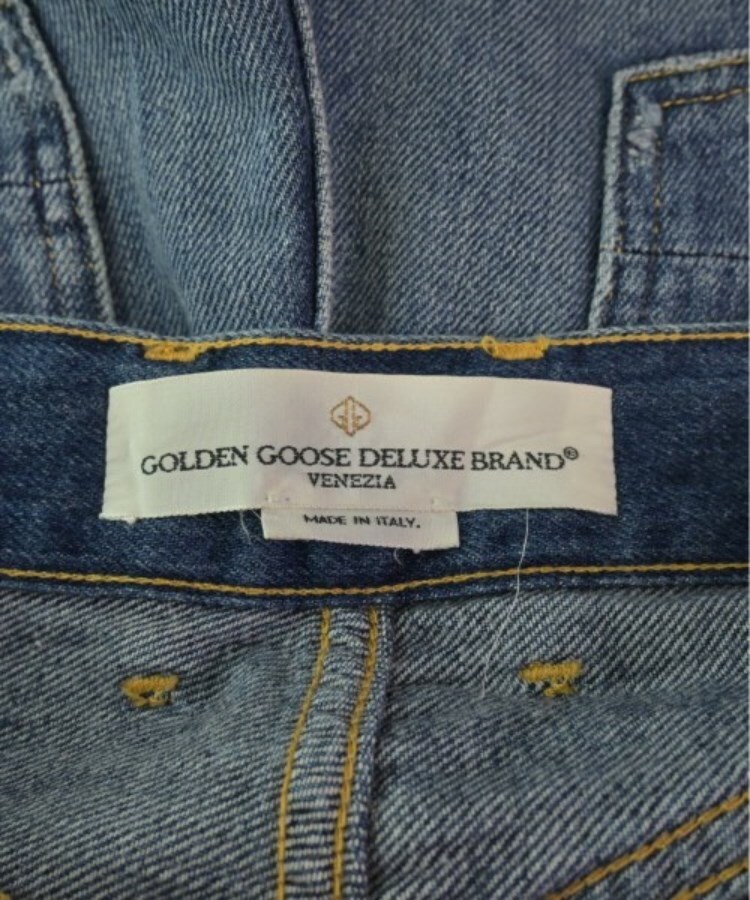 GOLDEN GOOSE DELUXE BRAND®
VENEZIA
MADE IN ITALY.